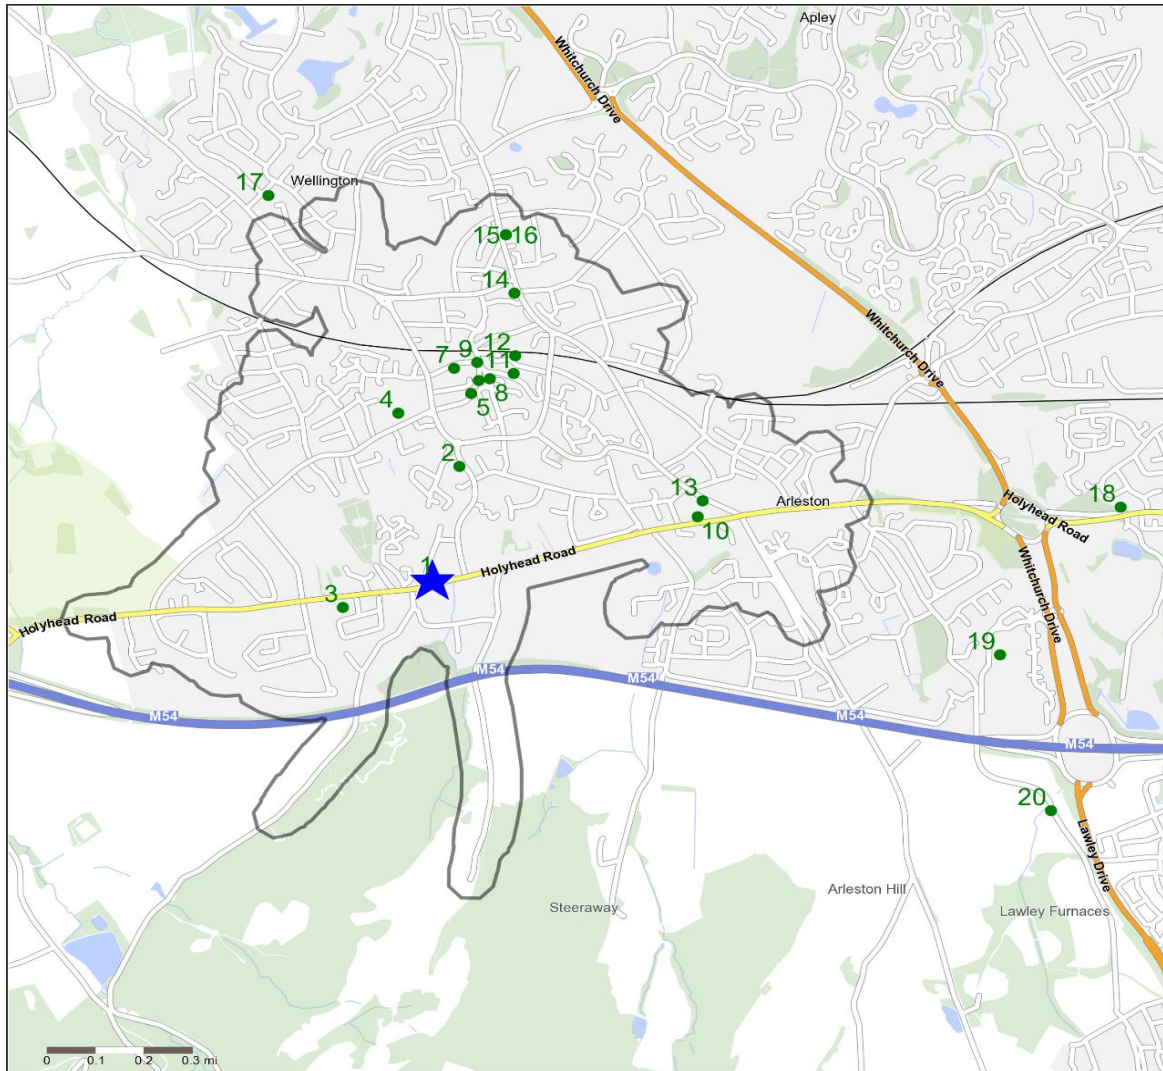 Apley
Whitchurch Drive
17
Wellington
15
16
14
Whitchurch Drive
12
9
7
11
8
4
5
2
13
Arleston
18
Holyhead Road
10
Holyhead Road
1
3
Holyhead Road
Whitchurch Drive
19
M54
M54
M54
M54
M54
20
Lawley Drive
Arleston Hill
Steeraway
Lawley Furnaces
0 0.1 0.2 0.3 mi